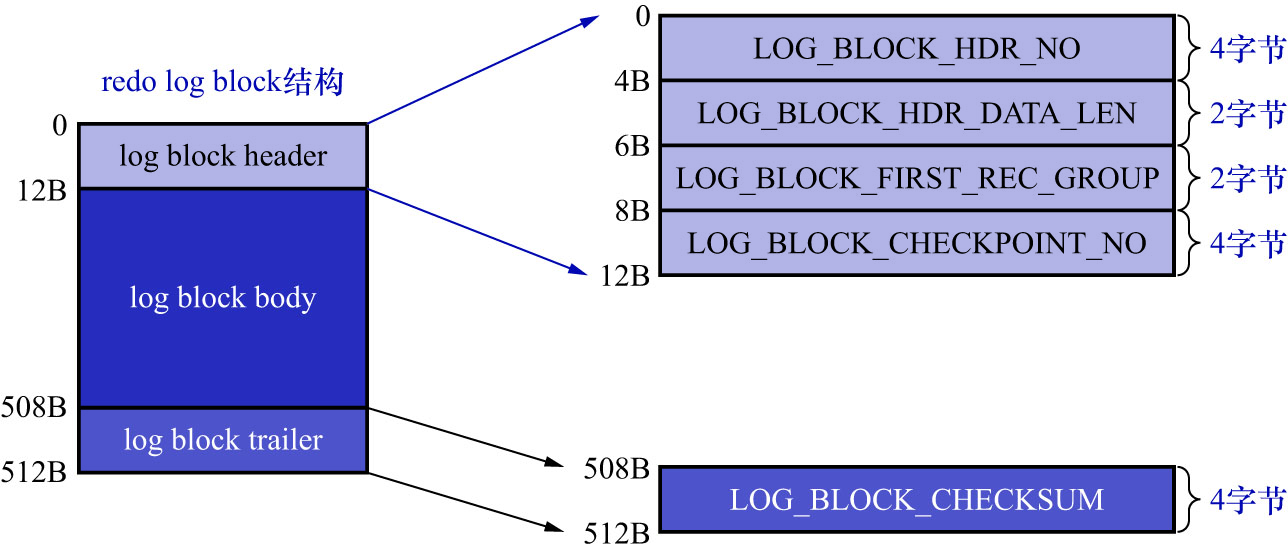 redo log block结构
0
log block header
12B
log block body
508B
log block trailer
512B
0
LOG_BLOCK_HDR_NO
4字节
4B
LOG_BLOCK_HDR_DATA_LEN
2字节
6B
LOG_BLOCK_FIRST_REC_GROUP
2字节
8B
LOG_BLOCK_CHECKPOINT_NO
4字节
12B
508B
LOG_BLOCK_CHECKSUM
4字节
512B